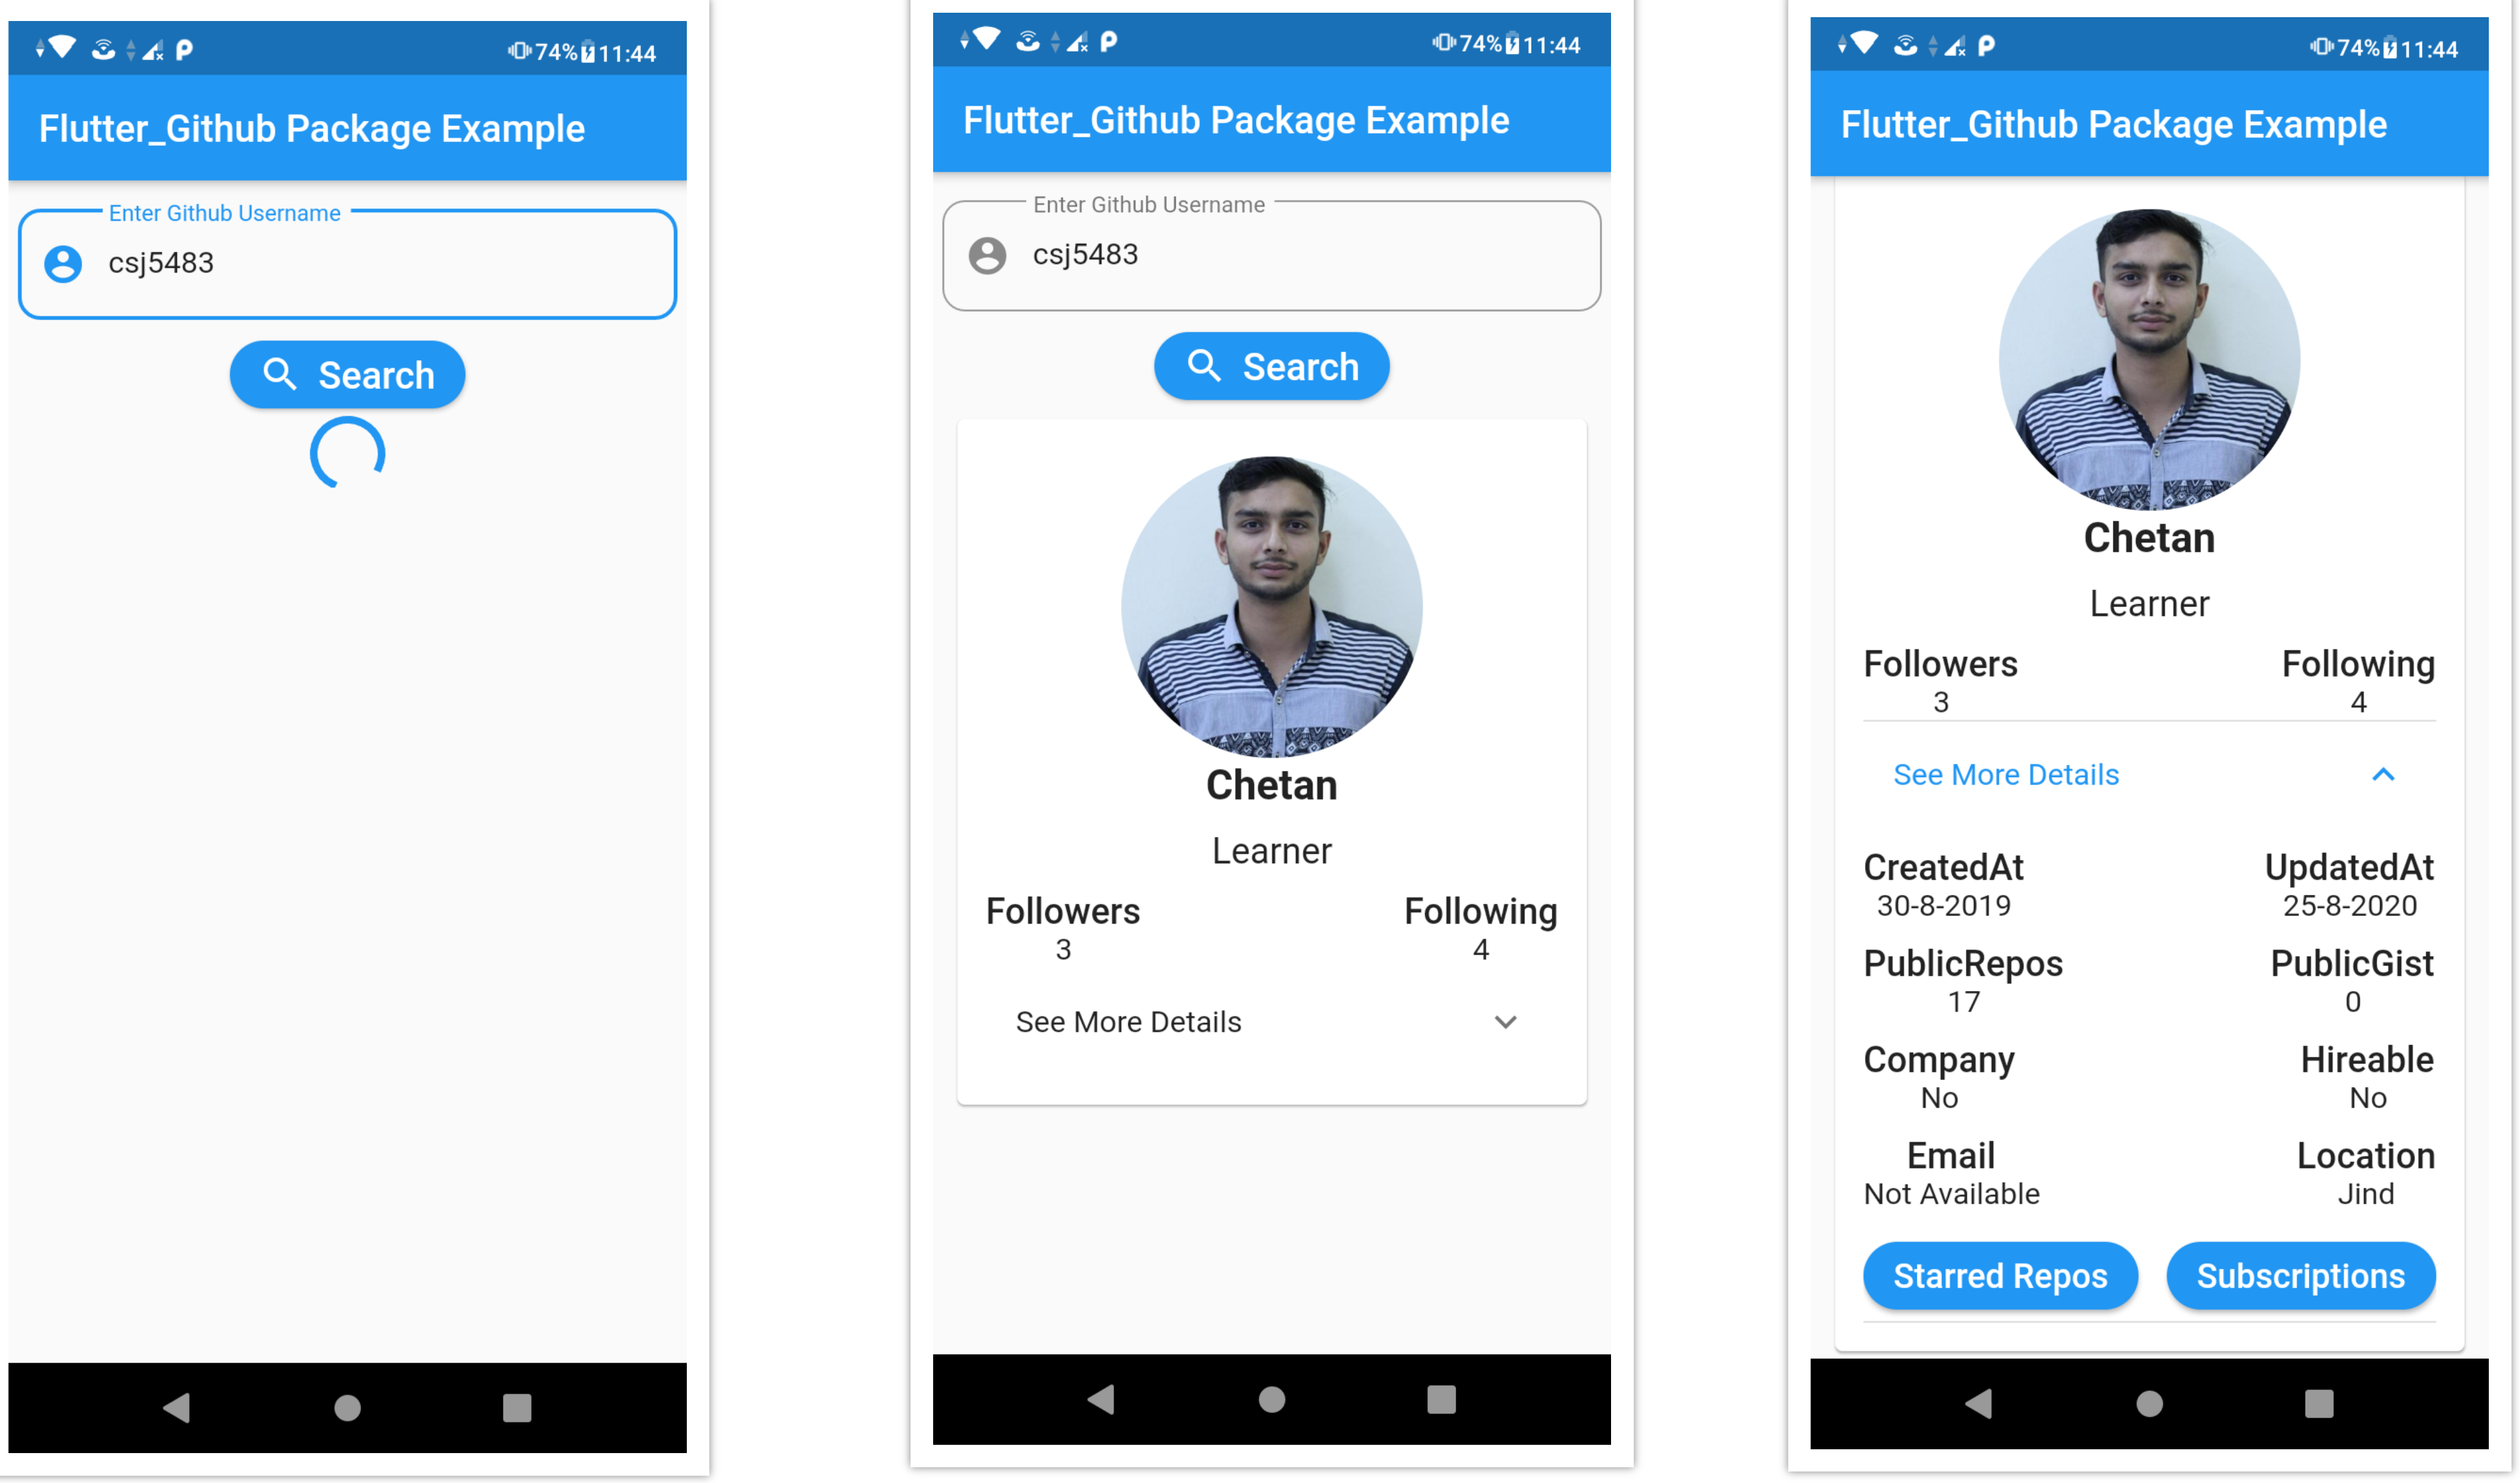 74% 11:44
Flutter_Github Package Example
Enter Github Username
csj5483
Search
74% 11:44
Flutter_Github Package Example
Enter Github Username
csj5483
Search
Chetan
Learner
Followers Following
3 4
See More Details
74% 11:44
Flutter_Github Package Example
Chetan
Learner
Followers Following
3 4
See More Details
CreatedAt UpdatedAt
30-8-2019 25-8-2020
PublicRepos PublicGist
17 0
Company Hireable
No No
Email Location
Not Available Jind
Starred Repos Subscriptions